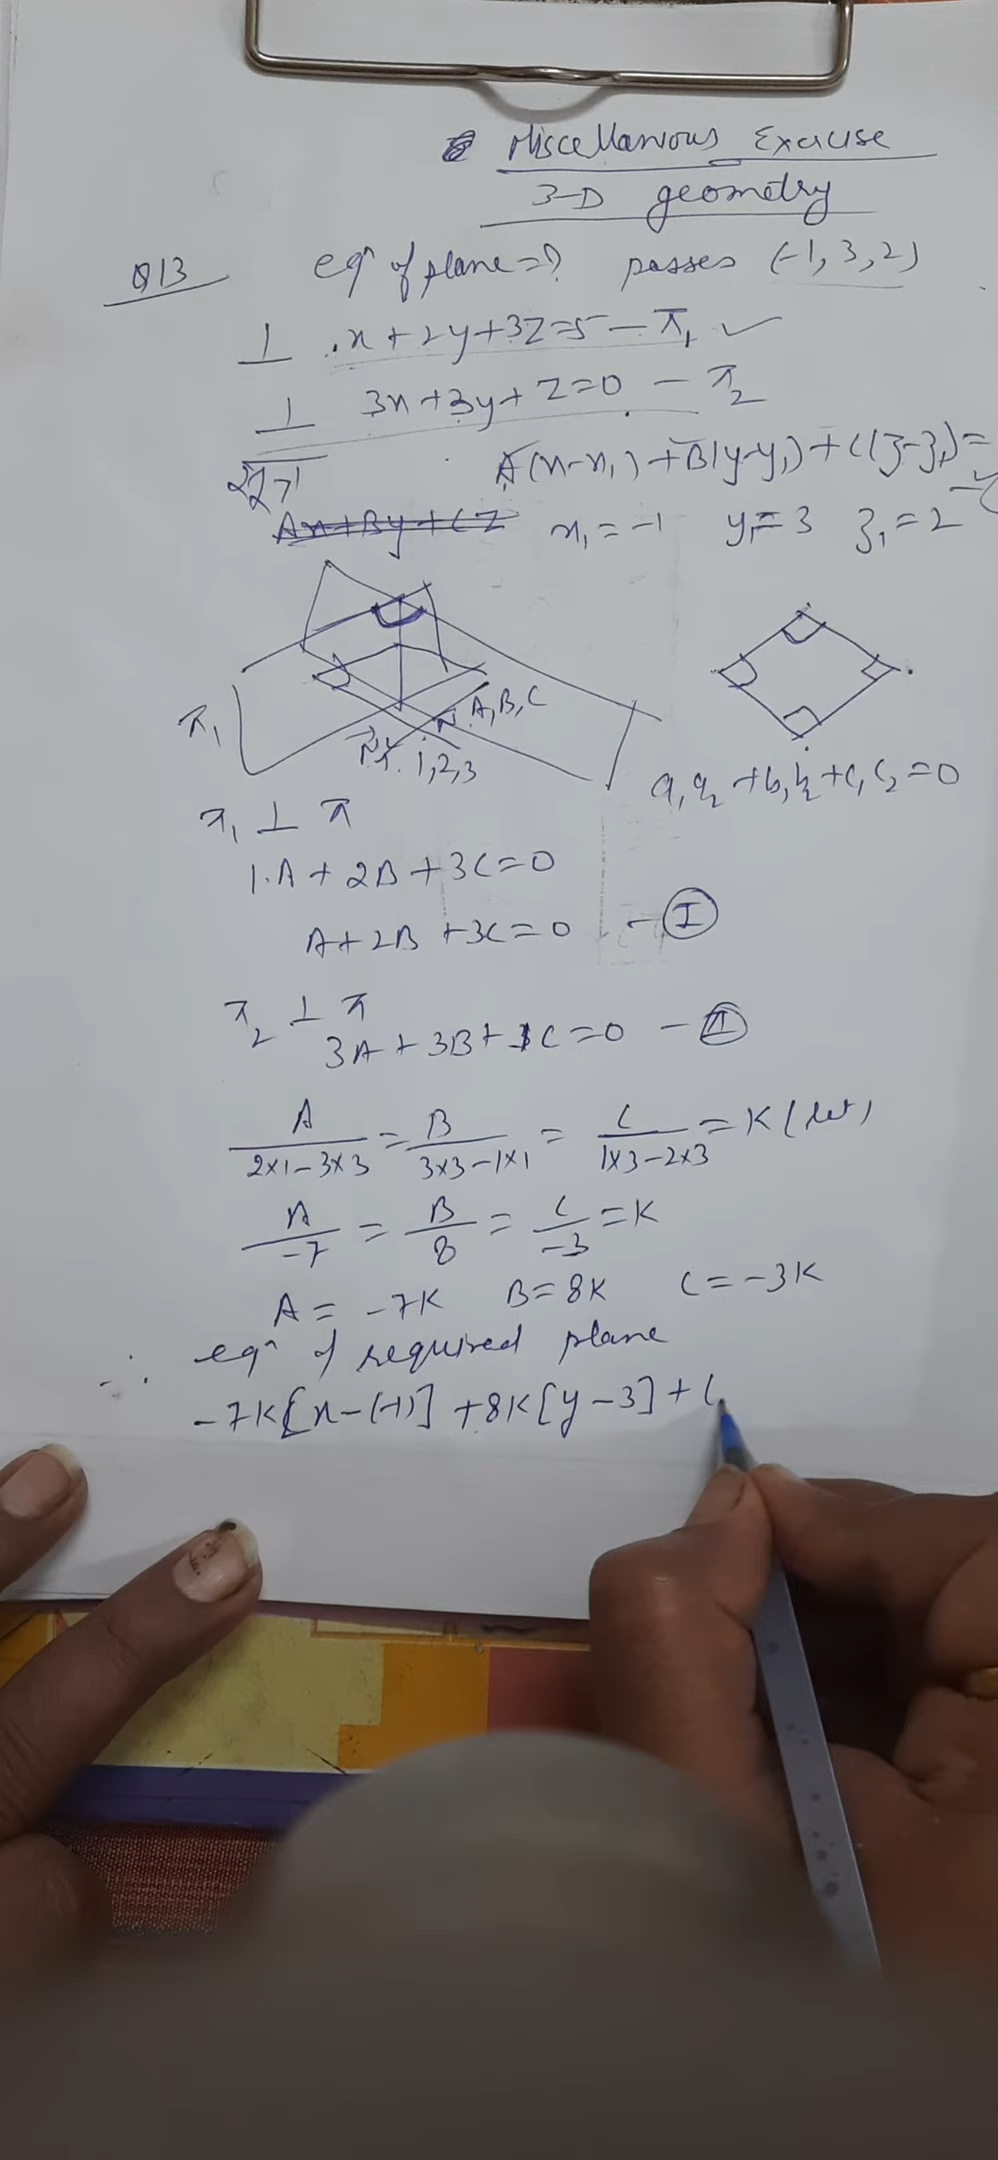 Miscellaneous Exercise
3-D geometry
Q13 eqn of plane=? passes (-1,3,2)
⊥ x+2y+3z=5 – π₁ ✓
⊥ 3x+3y+z=0 – π₂
A(x-x₁)+B(y-y₁)+C(z-z₁)=
Ax+By+Cz x₁=-1 y₁=3 z₁=2
π₁
A,B,C
1,2,3
a₁a₂+b₁b₂+c₁c₂=0
π₁ ⊥ π
1.A+2B+3C=0
A+2B+3C=0 – I
π₂ ⊥ π
3A+3B+1C=0 – II
A/(2×1-3×3) = B/(3×3-1×1) = C/(1×3-2×3) = K (let)
A/-7 = B/8 = C/-3 = K
A=-7K B=8K C=-3K
∴ eqn of required plane
-7K[x-(-1)]+8K[y-3]+(